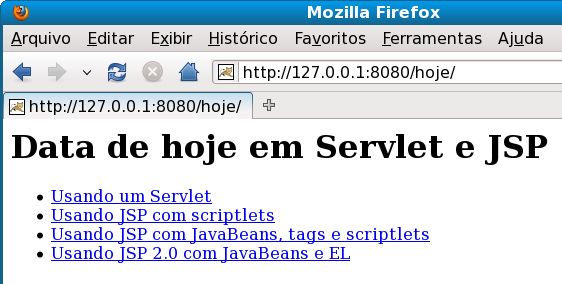 Mozilla Firefox
Arquivo Editar Exibir Histórico Favoritos Ferramentas Ajuda
http://127.0.0.1:8080/hoje/
http://127.0.0.1:8080/hoje/
Data de hoje em Servlet e JSP
Usando um Servlet
Usando JSP com scriptlets
Usando JSP com JavaBeans, tags e scriptlets
Usando JSP 2.0 com JavaBeans e EL